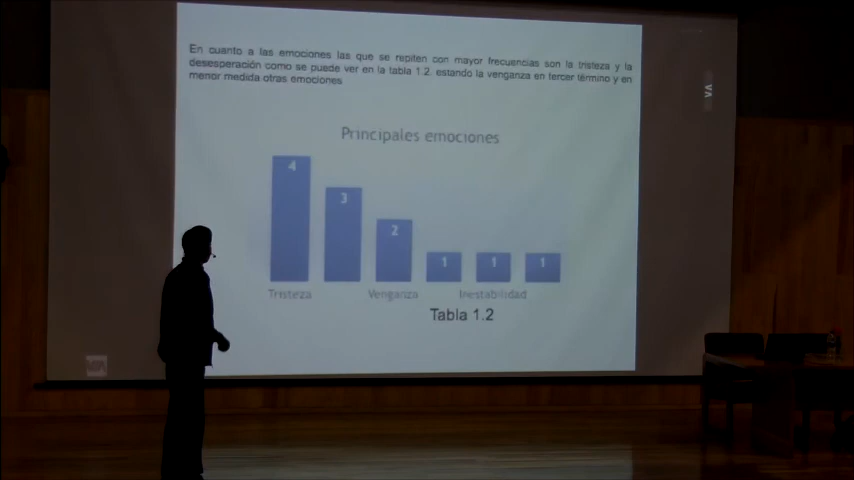 En cuanto a las emociones las que se repiten con mayor frecuencias son la tristeza y la
desesperación como se puede ver en la tabla 1.2. estando la venganza en tercer término y en
menor medida otras emociones
Principales emociones
4
3
2
1
1
1
Tristeza
Venganza
Inestabilidad
Tabla 1.2